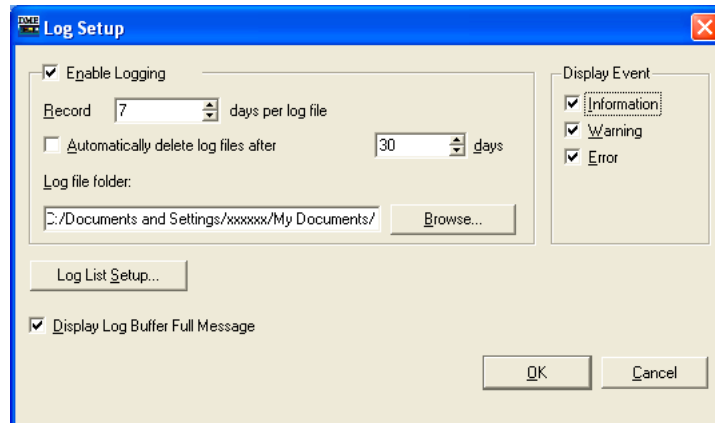 DME Log Setup
Enable Logging
Record 7 days per log file
Automatically delete log files after 30 days
Log file folder:
C:/Documents and Settings/xxxxxx/My Documents/ Browse...
Display Event
Information
Warning
Error
Log List Setup...
Display Log Buffer Full Message
OK Cancel